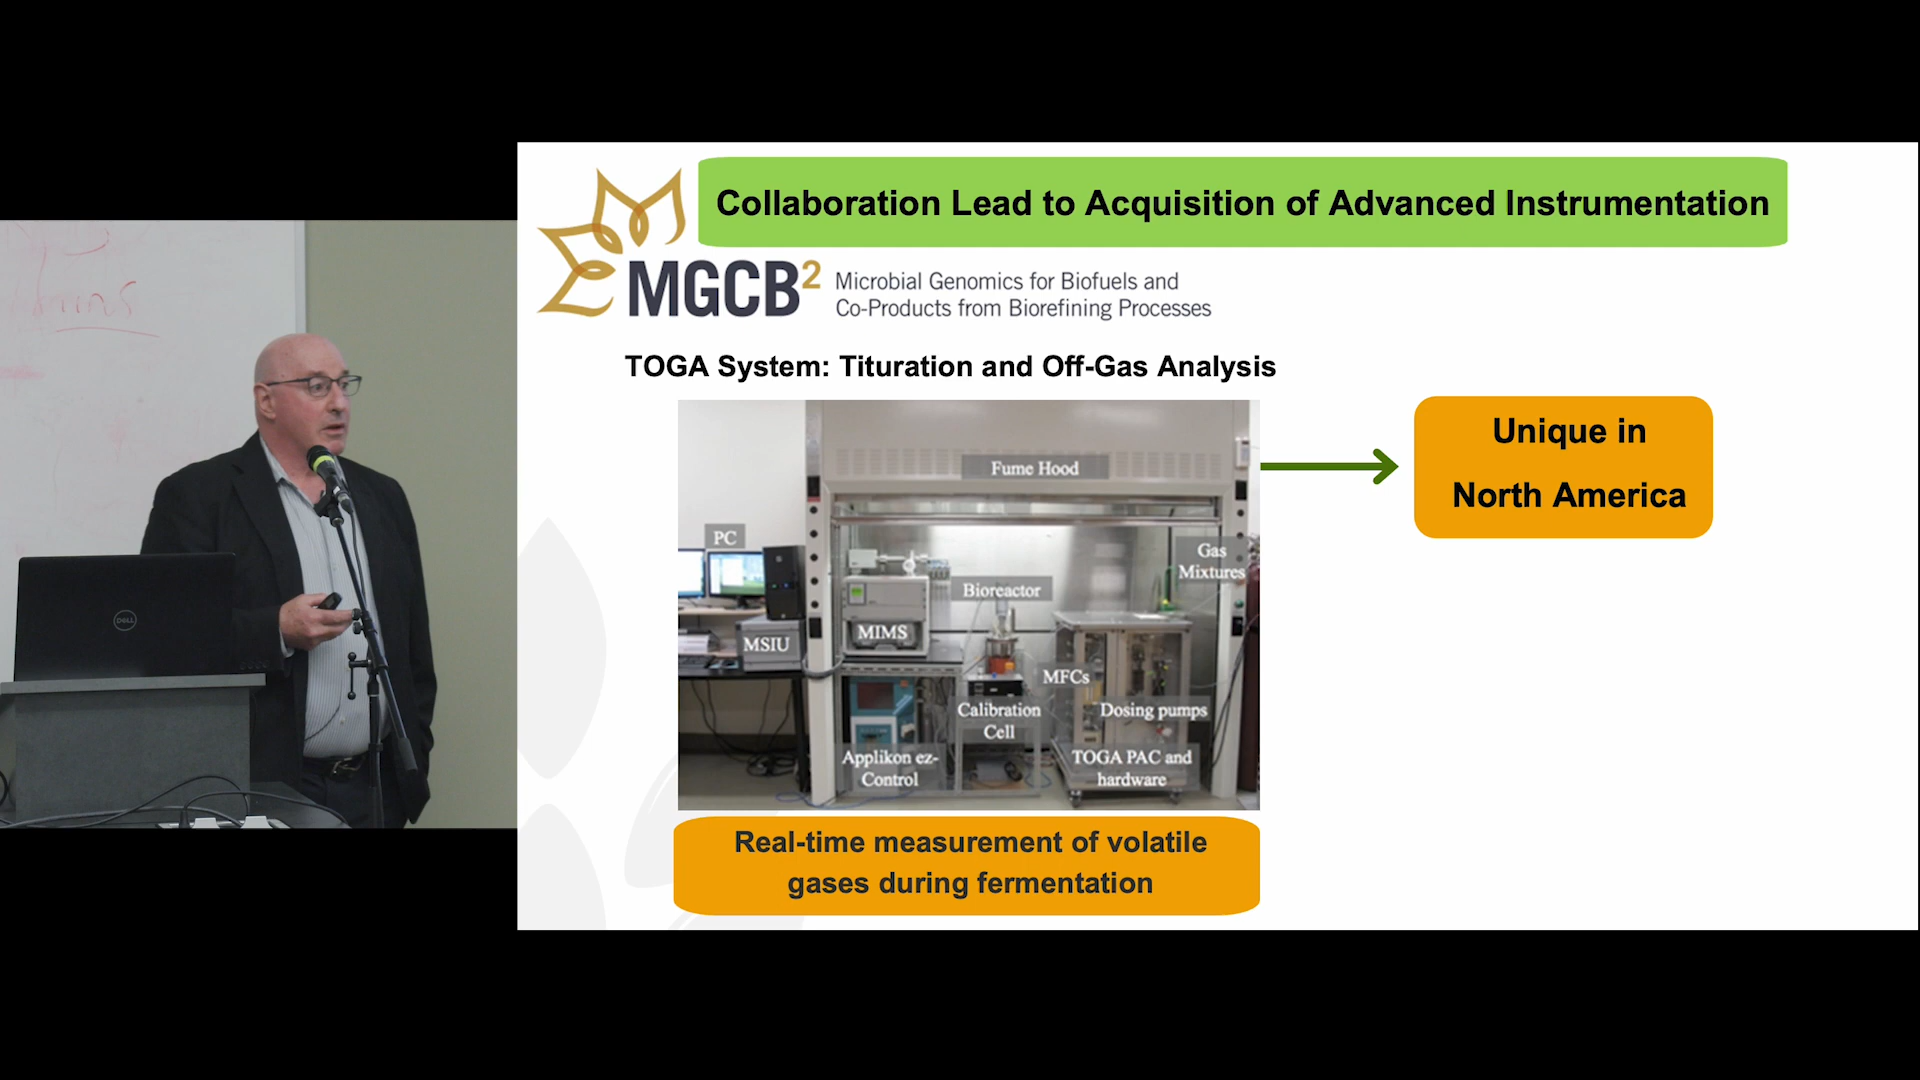 Collaboration Lead to Acquisition of Advanced Instrumentation
MGCB2
Microbial Genomics for Biofuels and
Co-Products from Biorefining Processes
TOGA System: Tituration and Off-Gas Analysis
Fume Hood
PC
Gas
Mixtures
Bioreactor
MIMS
MSIU
MFCs
Calibration
Cell
Dosing pumps
Applikon ez-
Control
TOGA PAC and
hardware
Unique in
North America
Real-time measurement of volatile
gases during fermentation
DELL